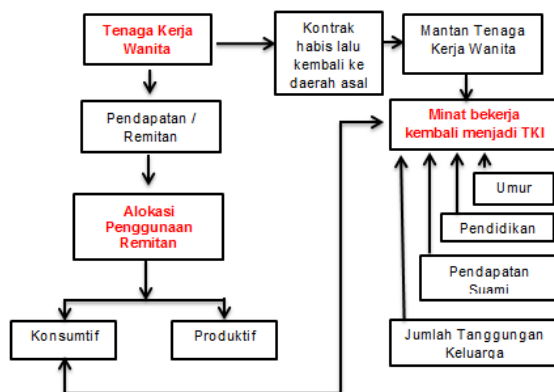 Tenaga Kerja
Wanita
Kontrak
habis lalu
kembali ke
daerah asal
Mantan Tenaga
Kerja Wanita
Pendapatan /
Remitan
Minat bekerja
kembali menjadi TKI
Alokasi
Penggunaan
Remitan
Umur
Pendidikan
Pendapatan
Suami
Konsumtif
Produktif
Jumlah Tanggungan
Keluarga